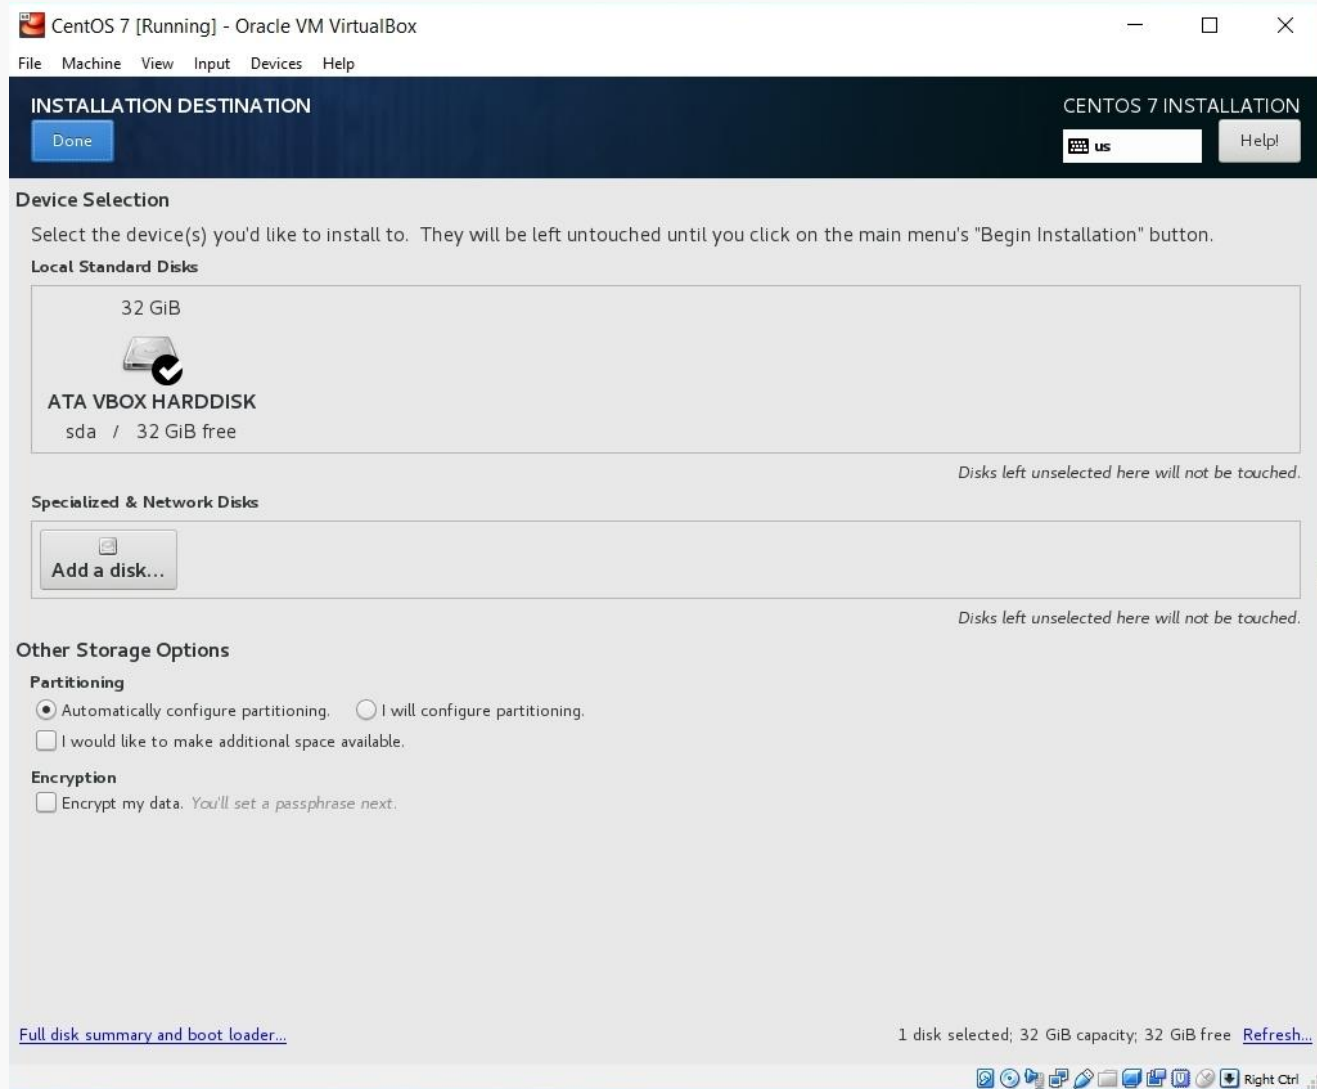 CentOS 7 [Running] - Oracle VM VirtualBox
File Machine View Input Devices Help
INSTALLATION DESTINATION
CENTOS 7 INSTALLATION
Done
us
Help!
Device Selection
Select the device(s) you'd like to install to. They will be left untouched until you click on the main menu's "Begin Installation" button.
Local Standard Disks
32 GiB
ATA VBOX HARDDISK
sda / 32 GiB free
Disks left unselected here will not be touched.
Specialized & Network Disks
Add a disk...
Disks left unselected here will not be touched.
Other Storage Options
Partitioning
Automatically configure partitioning. I will configure partitioning.
I would like to make additional space available.
Encryption
Encrypt my data. You'll set a passphrase next.
Full disk summary and boot loader...
1 disk selected; 32 GiB capacity; 32 GiB free Refresh...
Right Ctrl